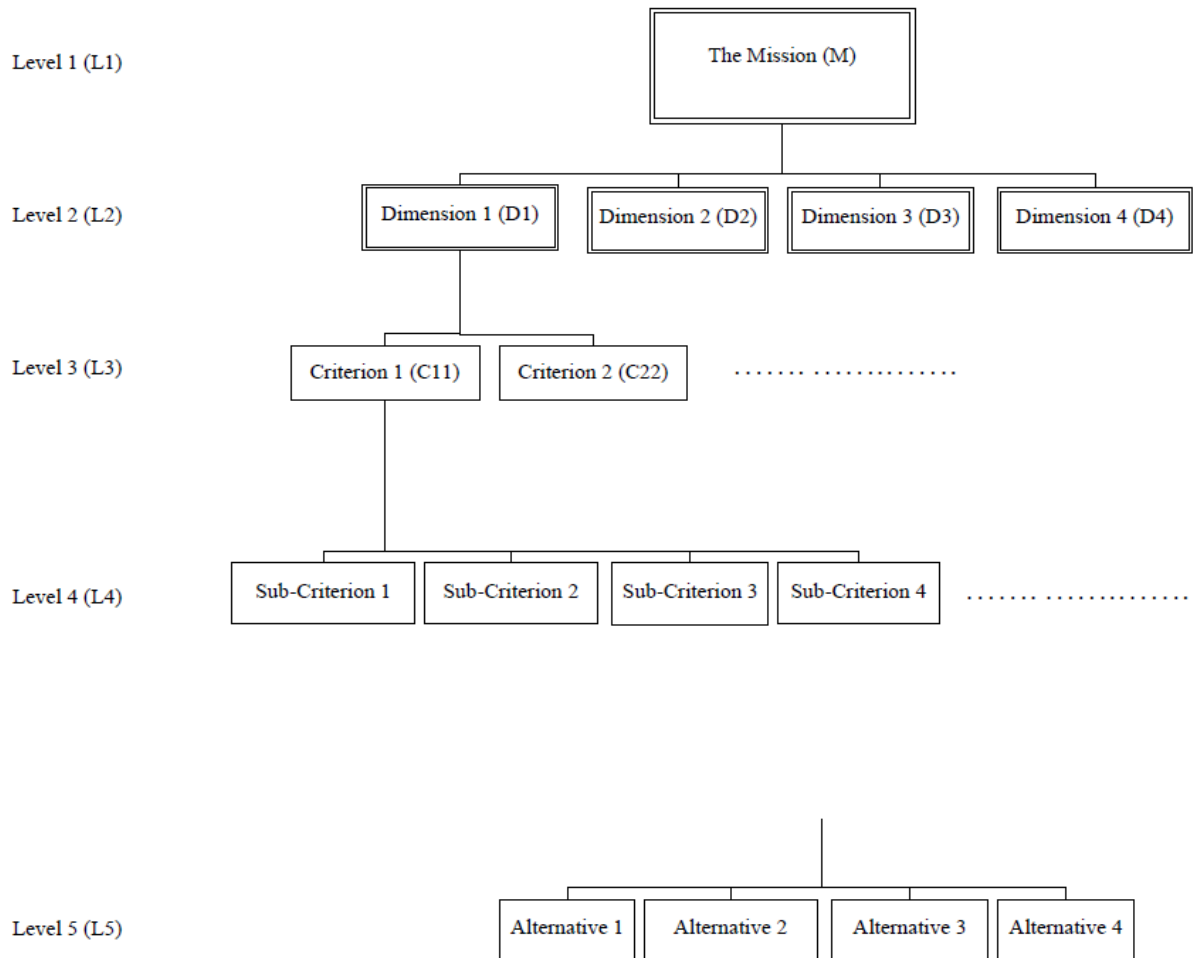 Level 1 (L1)
The Mission (M)
Level 2 (L2)
Dimension 1 (D1)
Dimension 2 (D2)
Dimension 3 (D3)
Dimension 4 (D4)
Level 3 (L3)
Criterion 1 (C11)
Criterion 2 (C22)
....... ..............
Level 4 (L4)
Sub-Criterion 1
Sub-Criterion 2
Sub-Criterion 3
Sub-Criterion 4
....... ..............
Level 5 (L5)
Alternative 1
Alternative 2
Alternative 3
Alternative 4